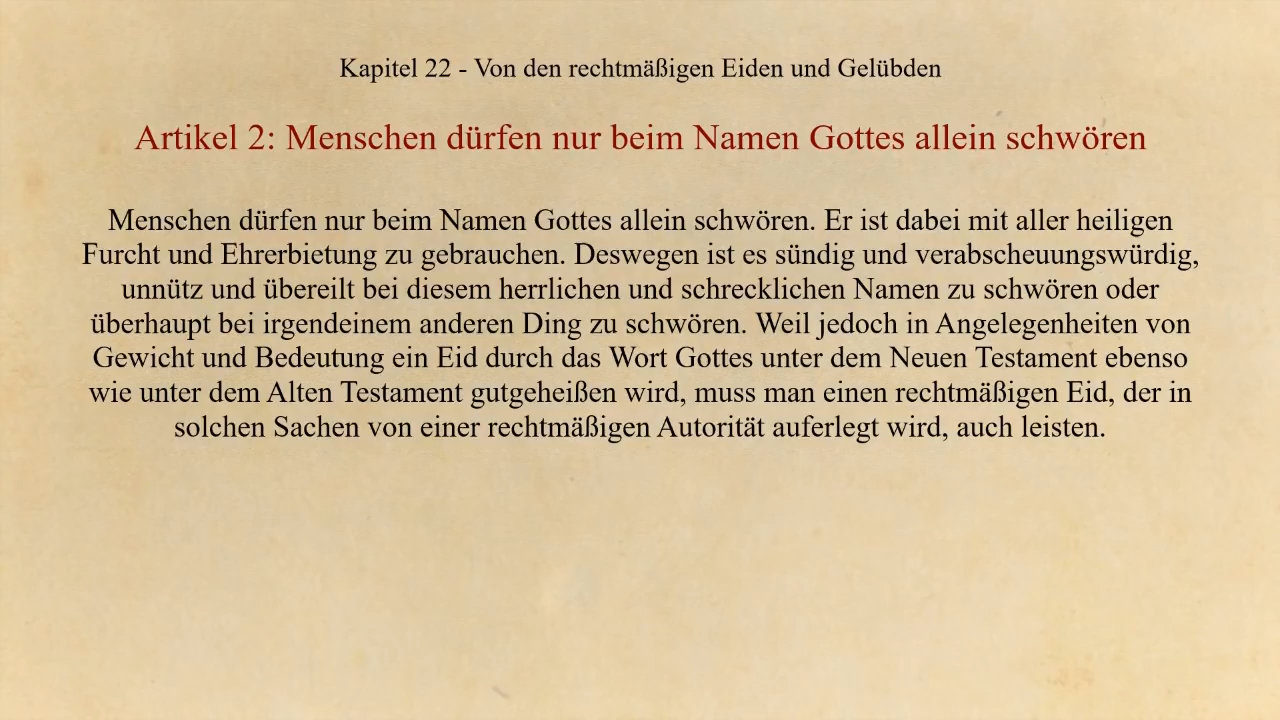 Kapitel 22 - Von den rechtmäßigen Eiden und Gelübden
Artikel 2: Menschen dürfen nur beim Namen Gottes allein schwören
Menschen dürfen nur beim Namen Gottes allein schwören. Er ist dabei mit aller heiligen
Furcht und Ehrerbietung zu gebrauchen. Deswegen ist es sündig und verabscheuungswürdig,
unnütz und übereilt bei diesem herrlichen und schrecklichen Namen zu schwören oder
überhaupt bei irgendeinem anderen Ding zu schwören. Weil jedoch in Angelegenheiten von
Gewicht und Bedeutung ein Eid durch das Wort Gottes unter dem Neuen Testament ebenso
wie unter dem Alten Testament gutgeheißen wird, muss man einen rechtmäßigen Eid, der in
solchen Sachen von einer rechtmäßigen Autorität auferlegt wird, auch leisten.